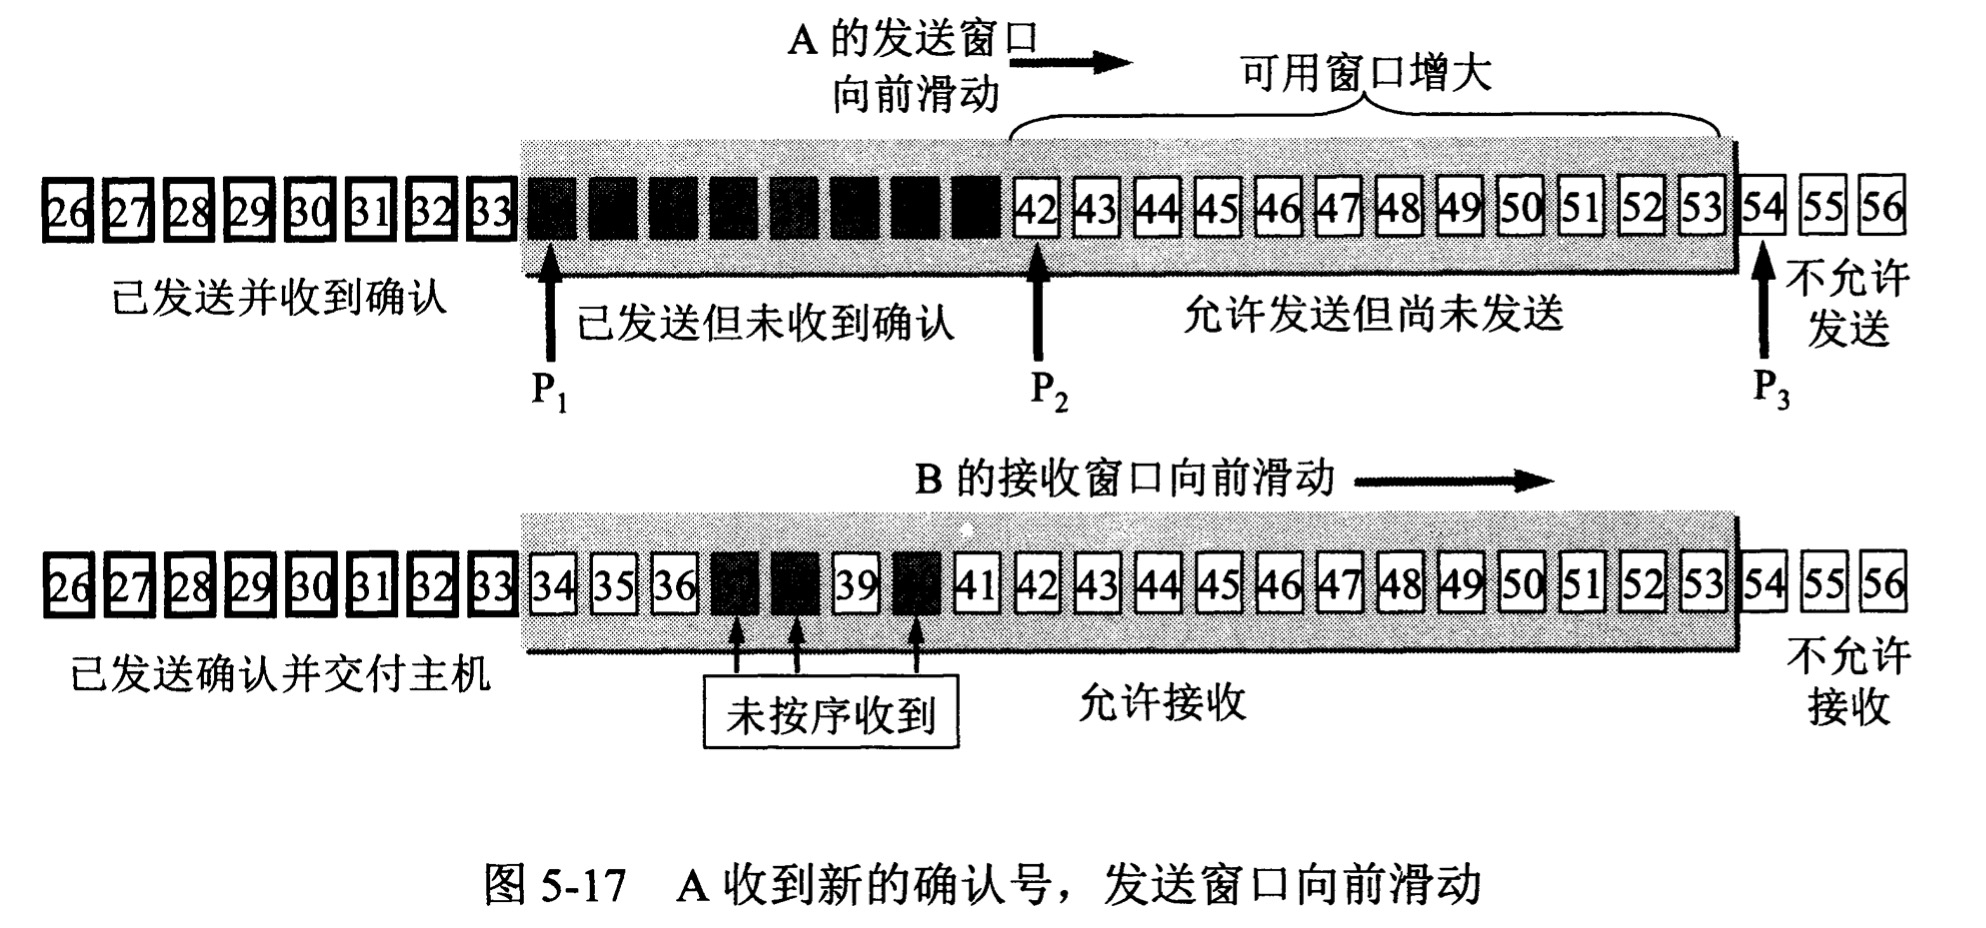 A 的发送窗口
向前滑动
可用窗口增大
26 27 28 29 30 31 32 33 42 43 44 45 46 47 48 49 50 51 52 53 54 55 56
已发送并收到确认
已发送但未收到确认
允许发送但尚未发送
不允许
发送
P1 P2 P3
B 的接收窗口向前滑动
26 27 28 29 30 31 32 33 34 35 36 39 41 42 43 44 45 46 47 48 49 50 51 52 53 54 55 56
已发送确认并交付主机
未按序收到
允许接收
不允许
接收
图 5-17 A 收到新的确认号，发送窗口向前滑动